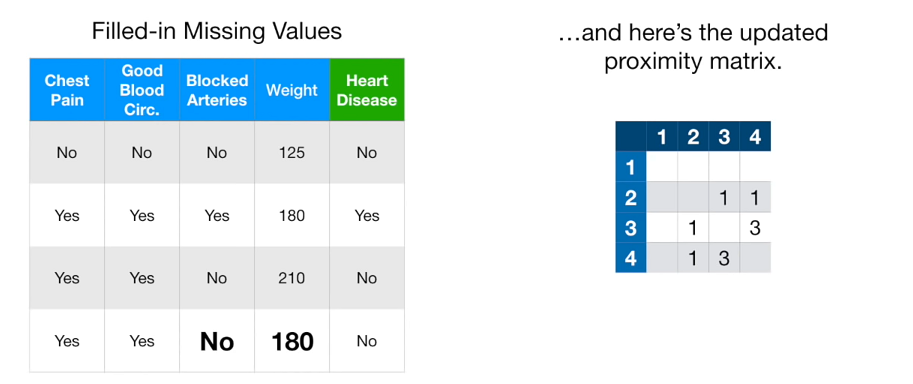 Filled-in Missing Values
Chest Pain Good Blood Circ. Blocked Arteries Weight Heart Disease
No No No 125 No
Yes Yes Yes 180 Yes
Yes Yes No 210 No
Yes Yes No 180 No
…and here's the updated
proximity matrix.
1 2 3 4
1
2 1 1
3 1 3
4 1 3